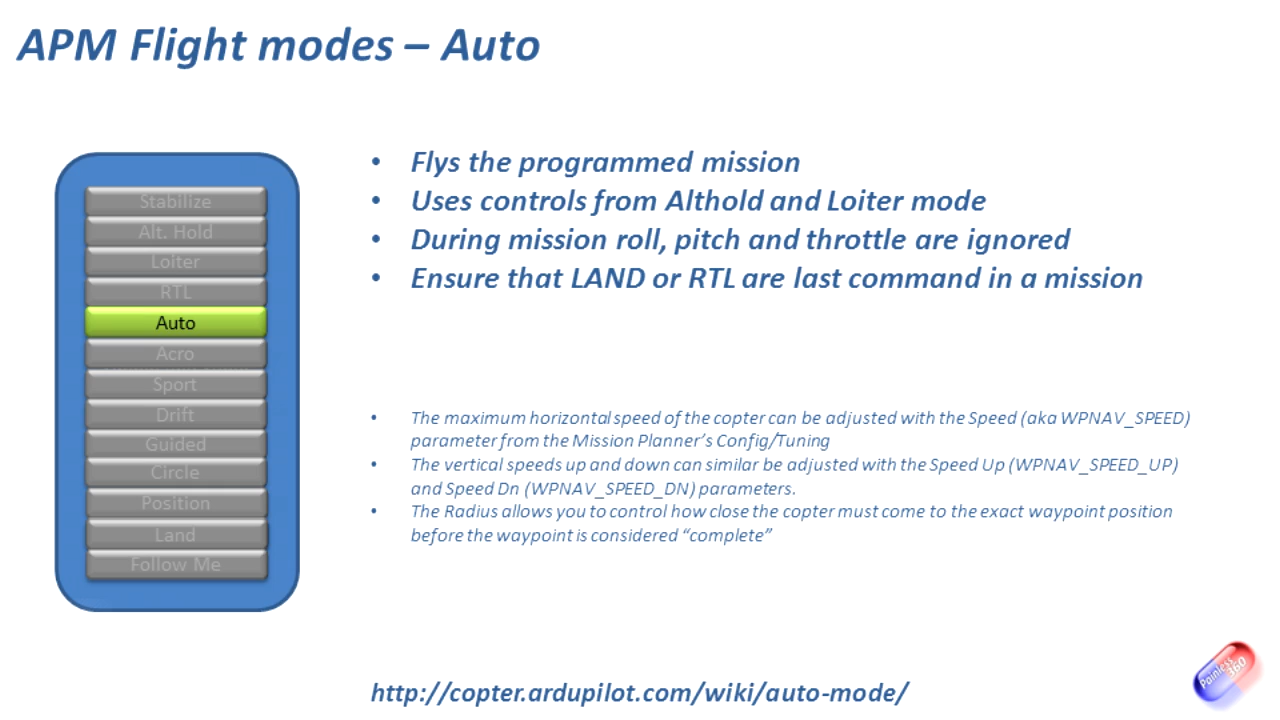 APM Flight modes – Auto
Stabilize
Alt. Hold
Loiter
RTL
Auto
Acro
Sport
Drift
Guided
Circle
Position
Land
Follow Me
• Flys the programmed mission
• Uses controls from Althold and Loiter mode
• During mission roll, pitch and throttle are ignored
• Ensure that LAND or RTL are last command in a mission
• The maximum horizontal speed of the copter can be adjusted with the Speed (aka WPNAV_SPEED)
parameter from the Mission Planner’s Config/Tuning
• The vertical speeds up and down can similar be adjusted with the Speed Up (WPNAV_SPEED_UP)
and Speed Dn (WPNAV_SPEED_DN) parameters.
• The Radius allows you to control how close the copter must come to the exact waypoint position
before the waypoint is considered “complete”
http://copter.ardupilot.com/wiki/auto-mode/
Painless
360